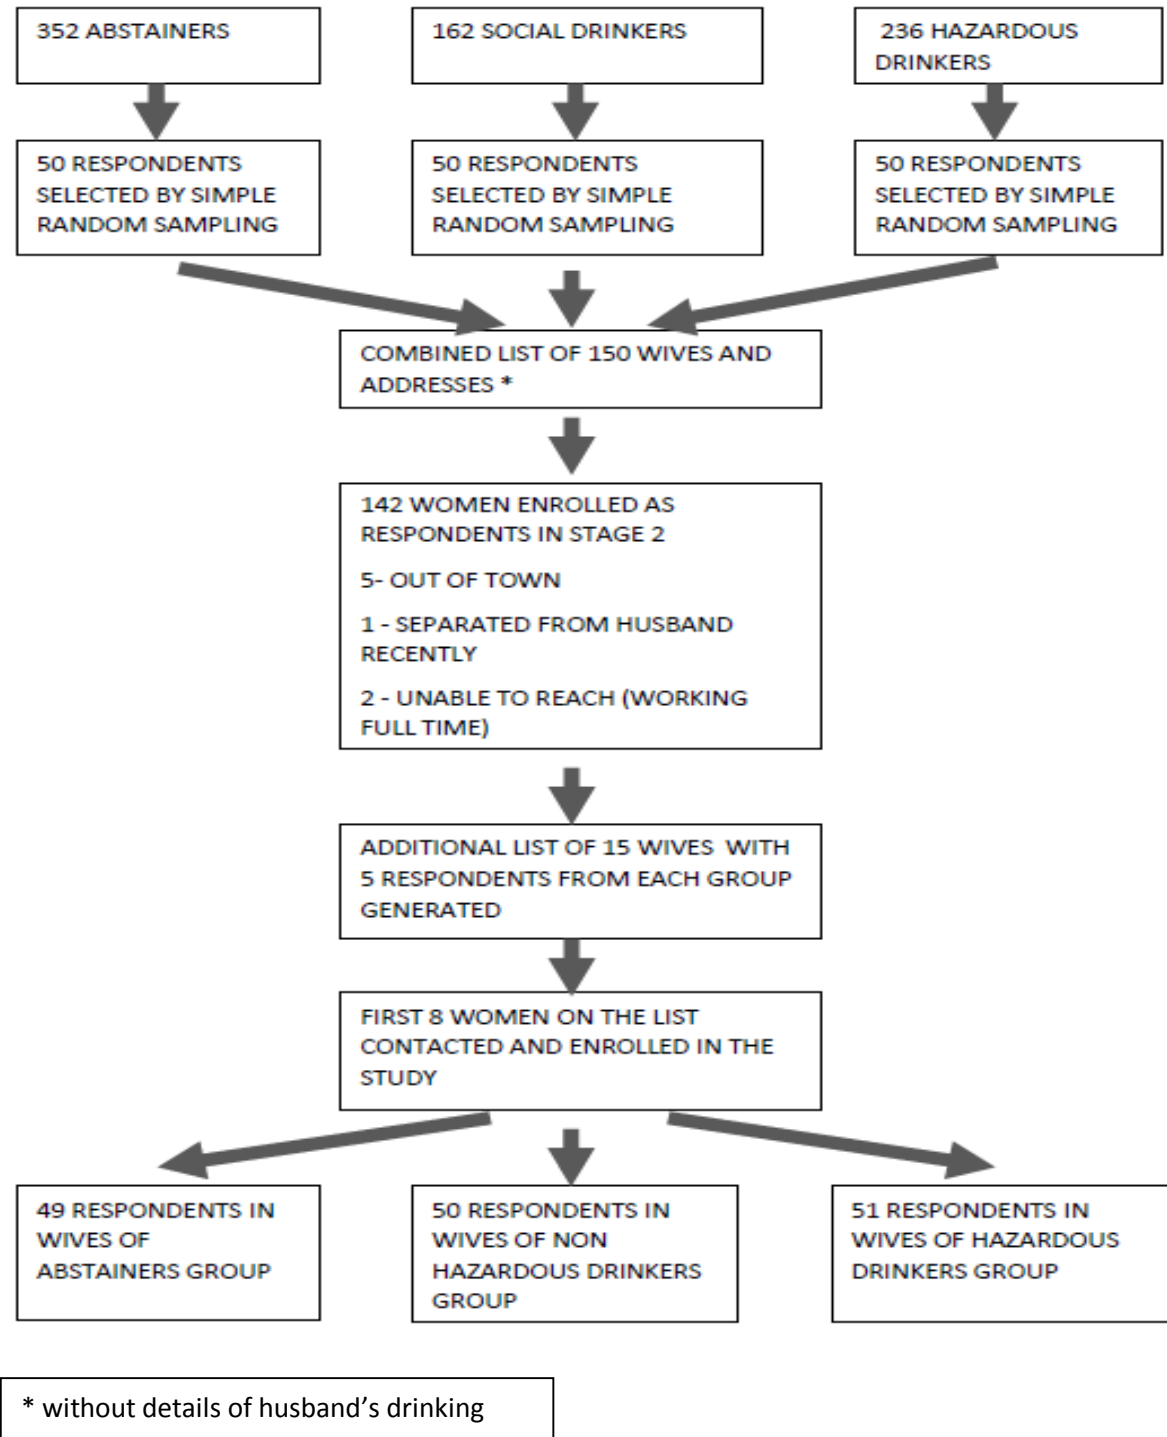 352 ABSTAINERS
162 SOCIAL DRINKERS
236 HAZARDOUS
DRINKERS
50 RESPONDENTS
SELECTED BY SIMPLE
RANDOM SAMPLING
50 RESPONDENTS
SELECTED BY SIMPLE
RANDOM SAMPLING
50 RESPONDENTS
SELECTED BY SIMPLE
RANDOM SAMPLING
COMBINED LIST OF 150 WIVES AND
ADDRESSES *
142 WOMEN ENROLLED AS
RESPONDENTS IN STAGE 2
5- OUT OF TOWN
1 - SEPARATED FROM HUSBAND
RECENTLY
2 - UNABLE TO REACH (WORKING
FULL TIME)
ADDITIONAL LIST OF 15 WIVES WITH
5 RESPONDENTS FROM EACH GROUP
GENERATED
FIRST 8 WOMEN ON THE LIST
CONTACTED AND ENROLLED IN THE
STUDY
49 RESPONDENTS IN
WIVES OF
ABSTAINERS GROUP
50 RESPONDENTS IN
WIVES OF NON
HAZARDOUS DRINKERS
GROUP
51 RESPONDENTS IN
WIVES OF HAZARDOUS
DRINKERS GROUP
* without details of husband’s drinking